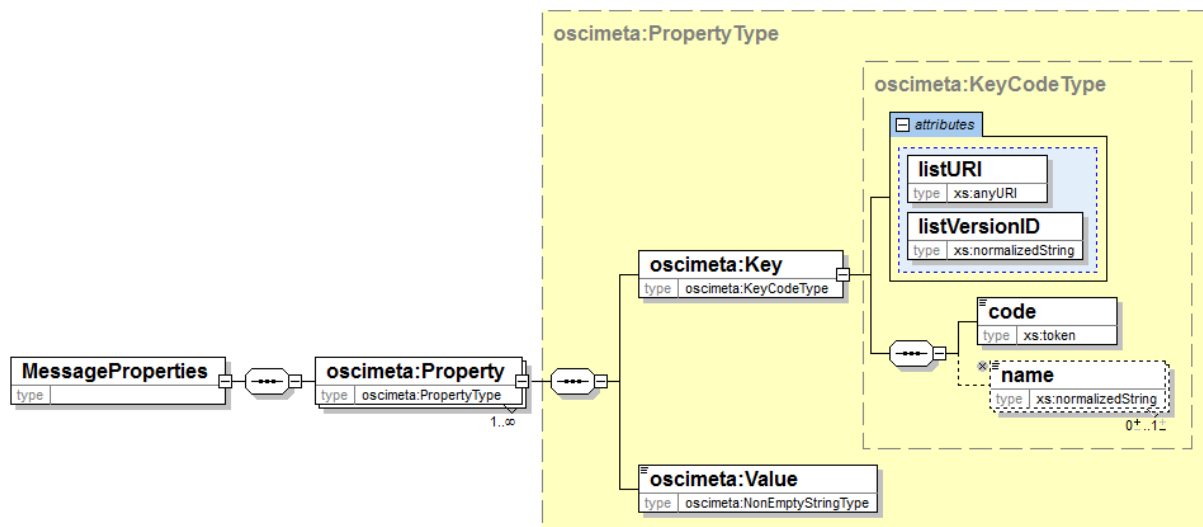 oscimeta:PropertyType
oscimeta:KeyCodeType
attributes
listURI
type xs:anyURI
listVersionID
type xs:normalizedString
oscimeta:Key
type oscimeta:KeyCodeType
code
type xs:token
MessageProperties
type
oscimeta:Property
type oscimeta:PropertyType
1..∞
name
type xs:normalizedString
0±..1±
oscimeta:Value
type oscimeta:NonEmptyStringType